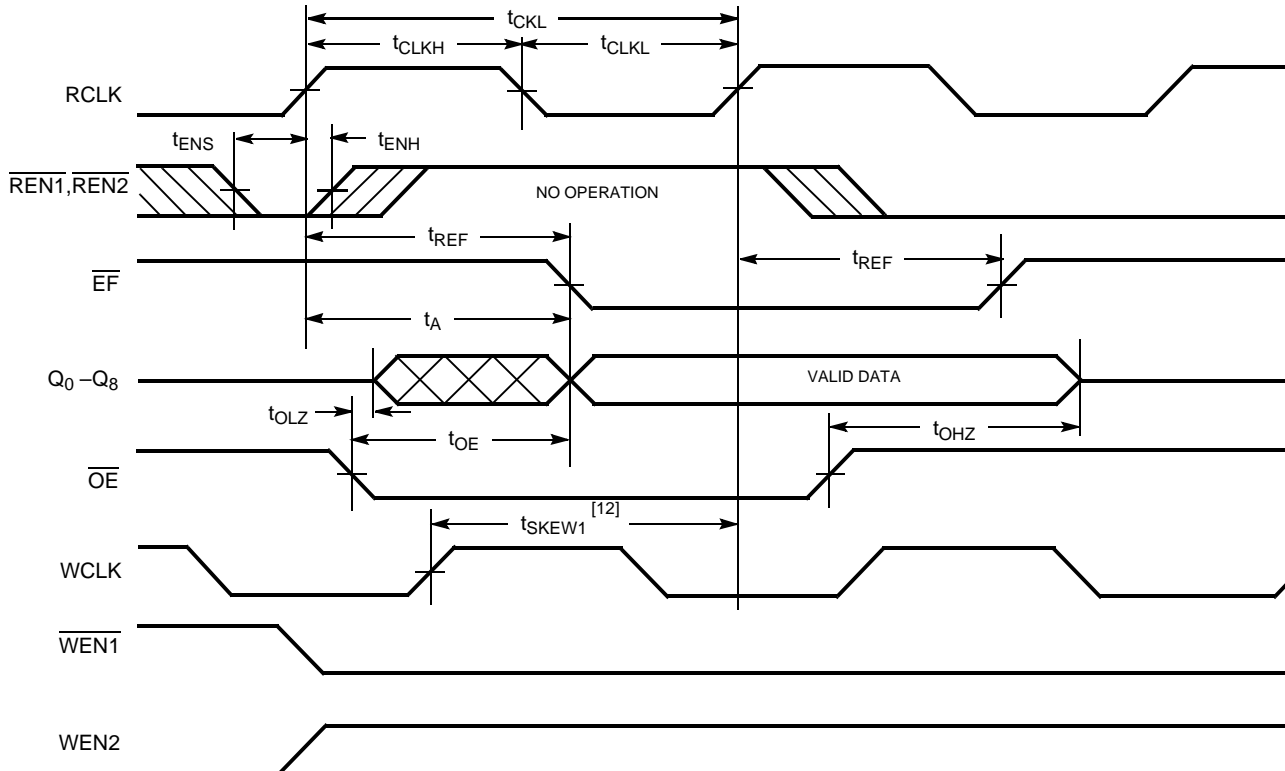 tCKL
tCLKH tCLKL
RCLK
tENS tENH
REN1,REN2
NO OPERATION
tREF
tREF
EF
tA
Q0 –Q8
VALID DATA
tOLZ
tOE
tOHZ
OE
tSKEW1[12]
WCLK
WEN1
WEN2